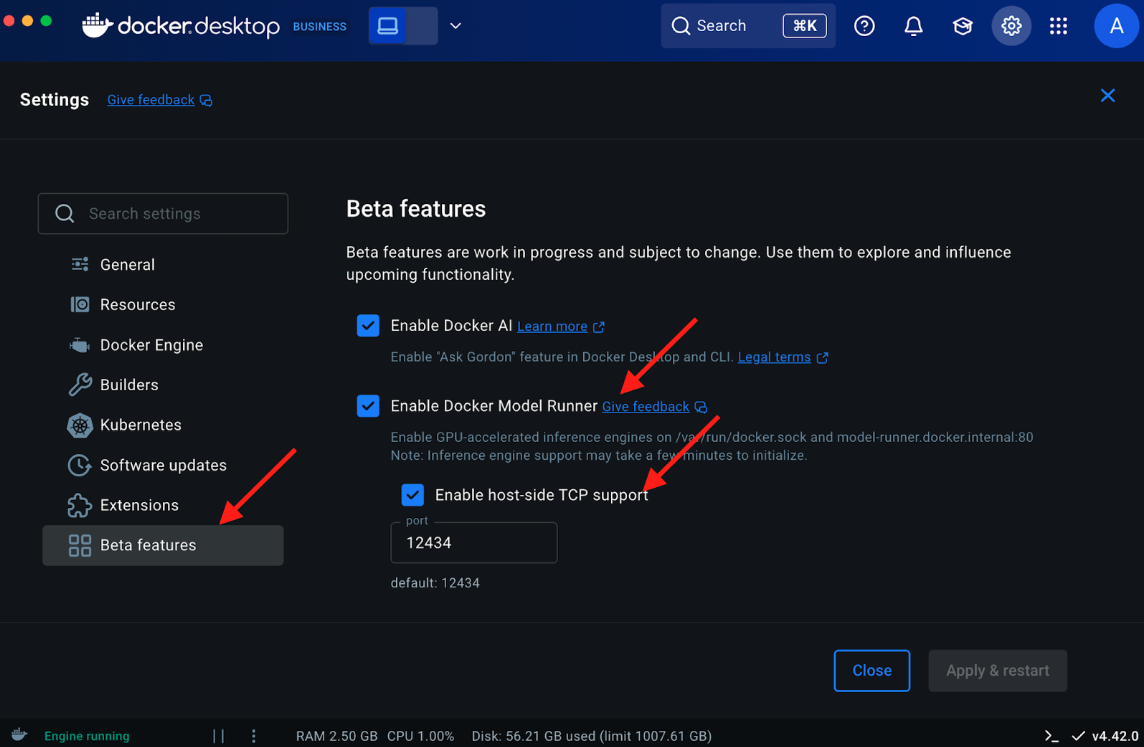 docker.desktop BUSINESS
Search ⌘K
A
Settings Give feedback
Search settings
General
Resources
Docker Engine
Builders
Kubernetes
Software updates
Extensions
Beta features
Beta features
Beta features are work in progress and subject to change. Use them to explore and influence
upcoming functionality.
Enable Docker AI Learn more
Enable "Ask Gordon" feature in Docker Desktop and CLI. Legal terms
Enable Docker Model Runner Give feedback
Enable GPU-accelerated inference engines on /var/run/docker.sock and model-runner.docker.internal:80
Note: Inference engine support may take a few minutes to initialize.
Enable host-side TCP support
port
12434
default: 12434
Close Apply & restart
Engine running RAM 2.50 GB CPU 1.00% Disk: 56.21 GB used (limit 1007.61 GB) v4.42.0